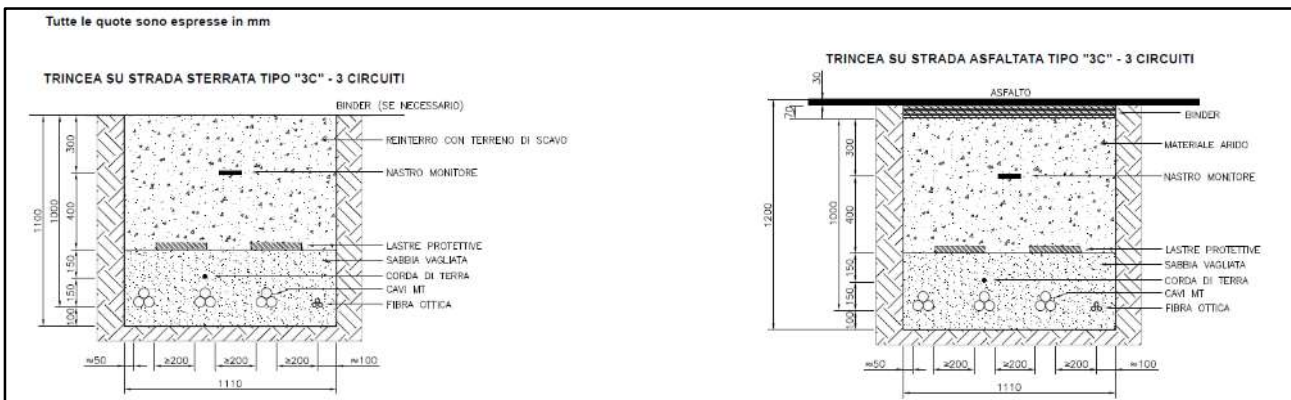 Tutte le quote sono espresse in mm
TRINCEA SU STRADA STERRATA TIPO "3C" - 3 CIRCUITI
BINDER (SE NECESSARIO)
REINTERRO CON TERRENO DI SCAVO
NASTRO MONITORE
LASTRE PROTETTIVE
SABBIA VAGLIATA
CORDA DI TERRA
CAVI MT
FIBRA OTTICA
1100
1000
300
400
150
150
100
≈50
≥200
≥200
≥200
≈100
1110
TRINCEA SU STRADA ASFALTATA TIPO "3C" - 3 CIRCUITI
30
ASFALTO
70
BINDER
MATERIALE ARIDO
NASTRO MONITORE
LASTRE PROTETTIVE
SABBIA VAGLIATA
CORDA DI TERRA
CAVI MT
FIBRA OTTICA
1200
1000
300
400
150
150
100
≈50
≥200
≥200
≥200
≈100
1110